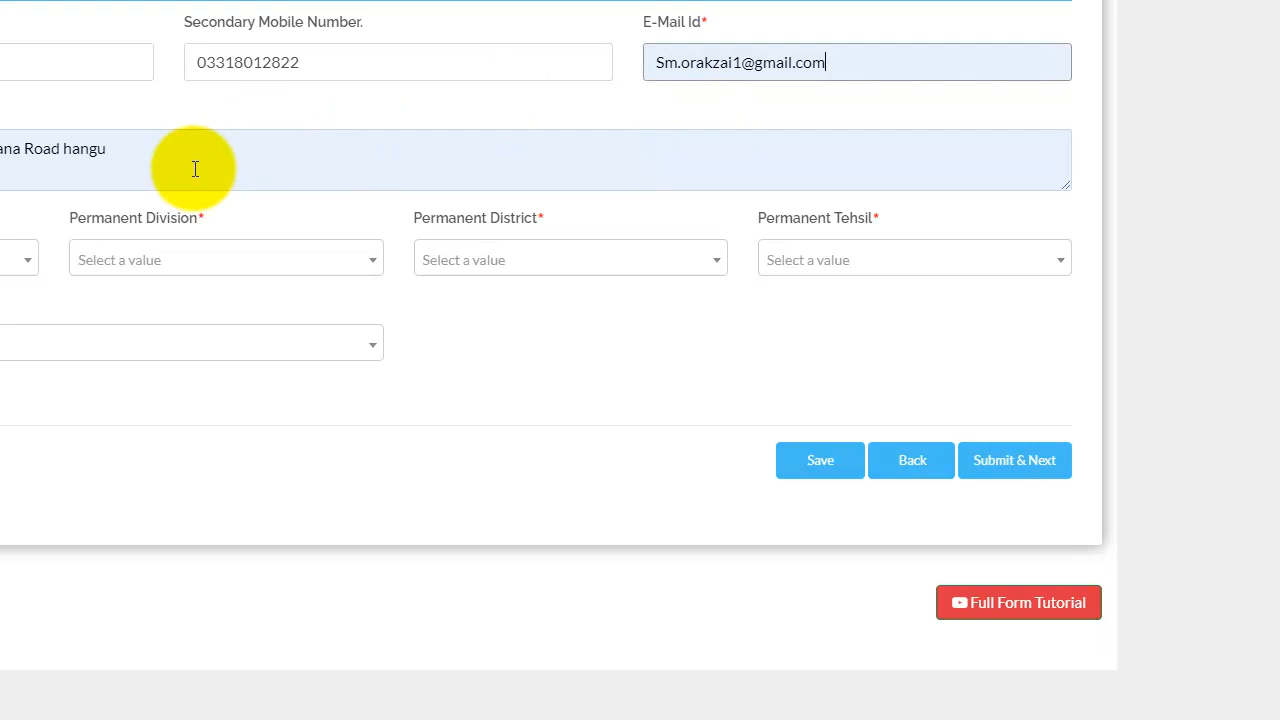 Secondary Mobile Number.
E-Mail Id*
03318012822
Sm.orakzai1@gmail.com
Road hangu
Permanent Division*
Permanent District*
Permanent Tehsil*
Select a value
Select a value
Select a value
Save
Back
Submit & Next
Full Form Tutorial